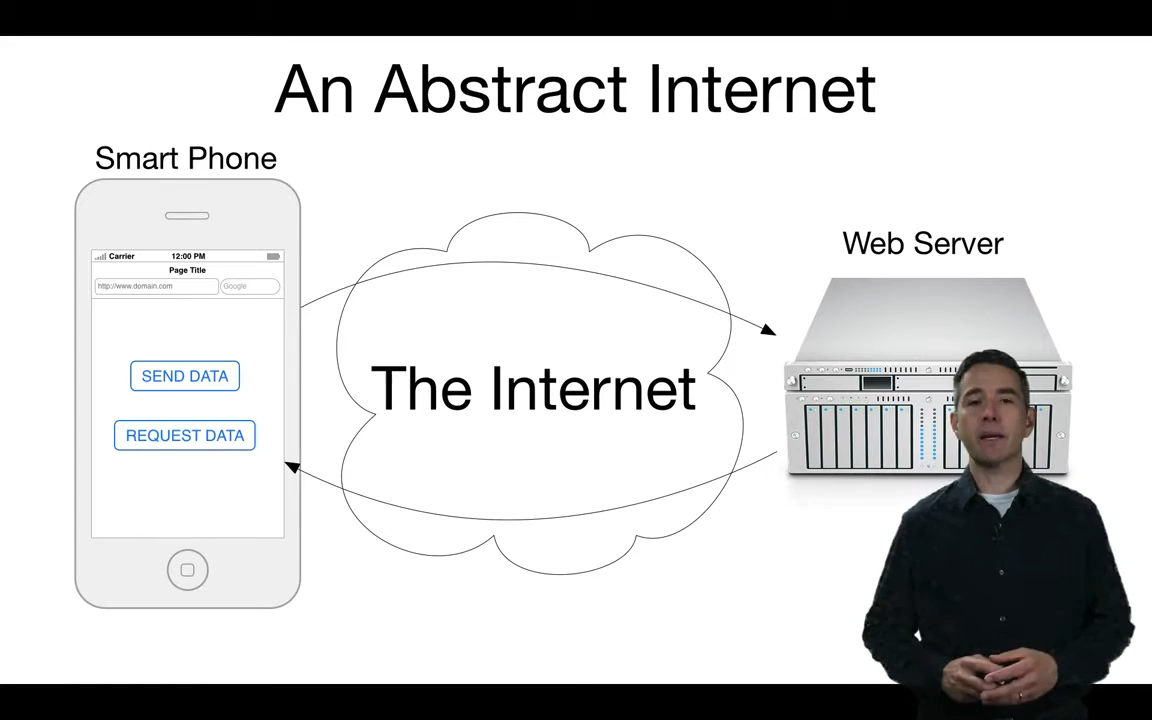 An Abstract Internet
Smart Phone
Carrier 12:00 PM
Page Title
http://www.domain.com Google
SEND DATA
REQUEST DATA
The Internet
Web Server